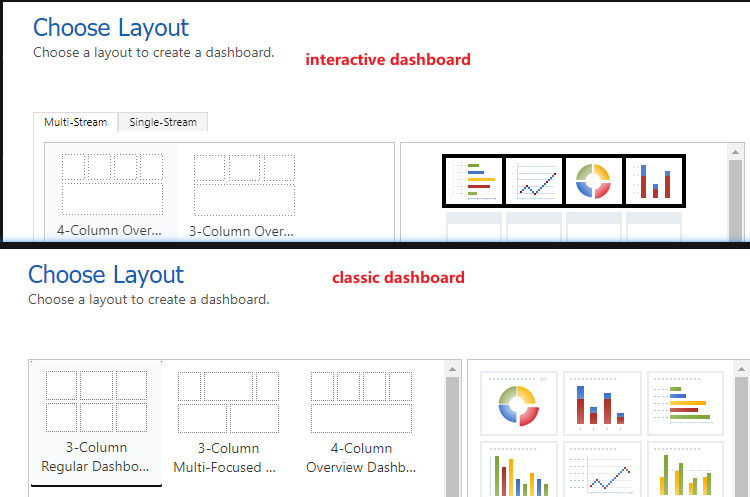 Choose Layout
Choose a layout to create a dashboard.
interactive dashboard
Multi-Stream
Single-Stream
4-Column Over...
3-Column Over...
Choose Layout
Choose a layout to create a dashboard.
classic dashboard
3-Column
Regular Dashbo...
3-Column
Multi-Focused ...
4-Column
Overview Dashb...